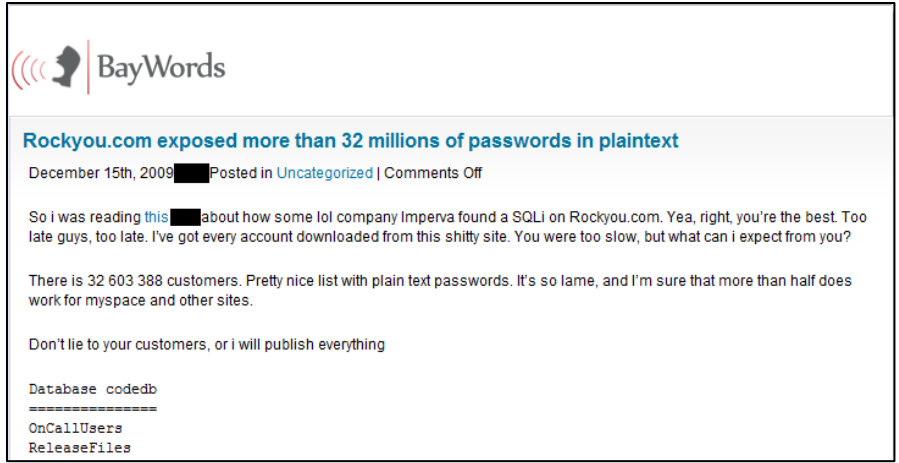 BayWords
Rockyou.com exposed more than 32 millions of passwords in plaintext
December 15th, 2009 Posted in Uncategorized | Comments Off
So i was reading this about how some lol company Imperva found a SQLi on Rockyou.com. Yea, right, you're the best. Too
late guys, too late. I've got every account downloaded from this shitty site. You were too slow, but what can i expect from you?
There is 32 603 388 customers. Pretty nice list with plain text passwords. It's so lame, and I'm sure that more than half does
work for myspace and other sites.
Don't lie to your customers, or i will publish everything
Database codedb
===============
OnCallUsers
ReleaseFiles